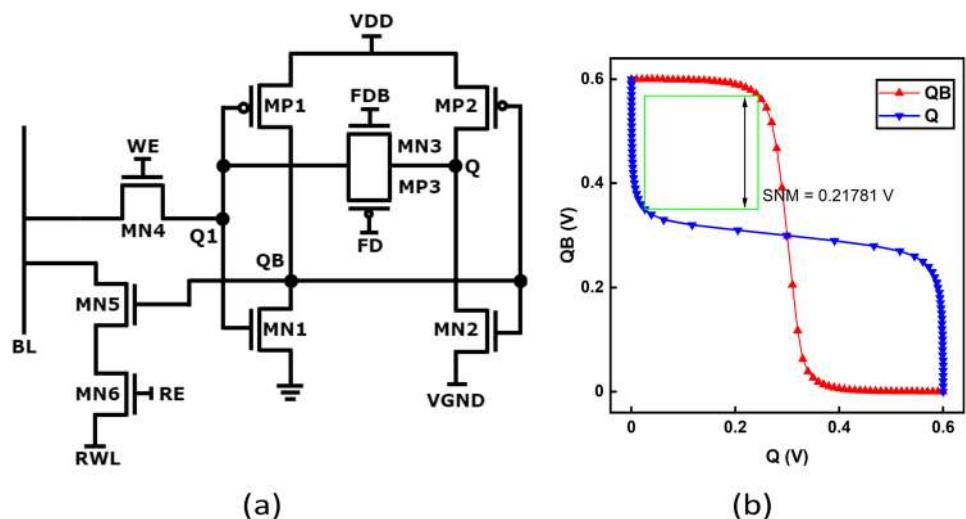 VDD
MP1
FDB
MP2
WE
MN3
MP3
Q
MN4
Q1
FD
QB
MN5
MN1
MN2
BL
MN6
RE
VGND
RWL
(a)
QB
Q
SNM = 0.21781 V
QB (V)
0.6
0.4
0.2
0
0
0.2
0.4
0.6
Q (V)
(b)